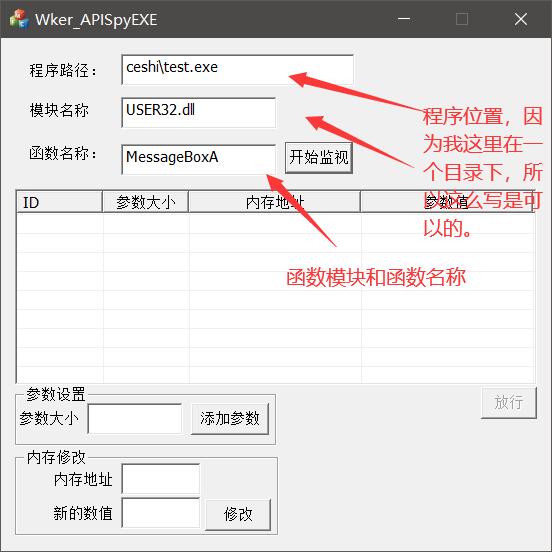 Wker_APISpyEXE
程序路径： ceshi\test.exe
模块名称 USER32.dll
函数名称： MessageBoxA 开始监视
程序位置，因
为我这里在一
个目录下，所
以这么写是可
以的。
ID 参数大小 内存地址 参数值
函数模块和函数名称
放行
参数设置
参数大小 添加参数
内存修改
内存地址
新的数值 修改